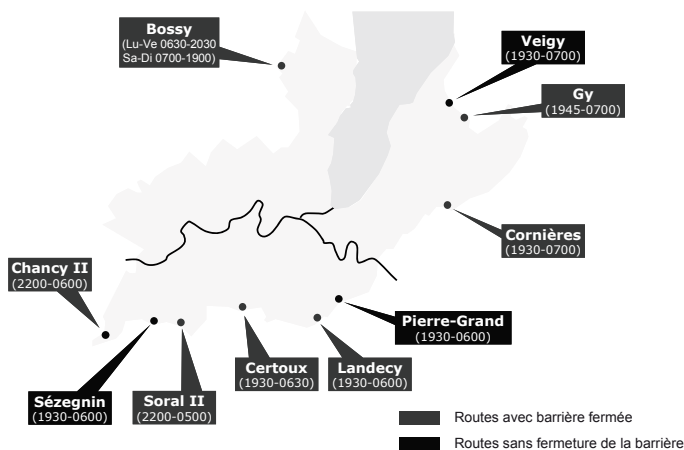 Bossy
(Lu-Ve 0630-2030
Sa-Di 0700-1900)
Veigy
(1930-0700)
Gy
(1945-0700)
Cornières
(1930-0700)
Chancy II
(2200-0600)
Pierre-Grand
(1930-0600)
Sézegnin
(1930-0600)
Soral II
(2200-0500)
Certoux
(1930-0630)
Landecy
(1930-0600)
Routes avec barrière fermée
Routes sans fermeture de la barrière